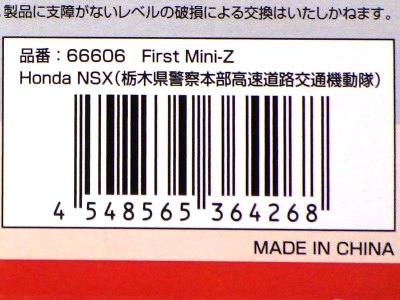 製品に支障がないレベルの破損による交換はいたしかねます。
品番：66606 First Mini-Z
Honda NSX（栃木県警察本部高速道路交通機動隊）
4 548565 364268
MADE IN CHINA